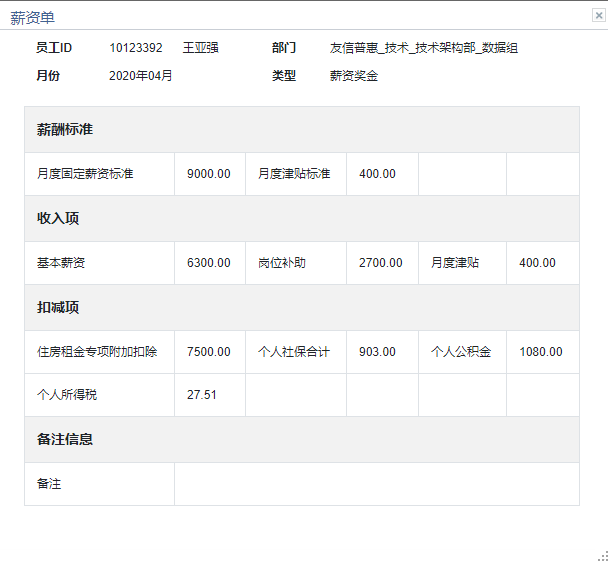 薪资单
员工ID 10123392 王亚强 部门 友信普惠_技术_技术架构部_数据组
月份 2020年04月 类型 薪资奖金
薪酬标准
月度固定薪资标准 9000.00 月度津贴标准 400.00
收入项
基本薪资 6300.00 岗位补助 2700.00 月度津贴 400.00
扣减项
住房租金专项附加扣除 7500.00 个人社保合计 903.00 个人公积金 1080.00
个人所得税 27.51
备注信息
备注